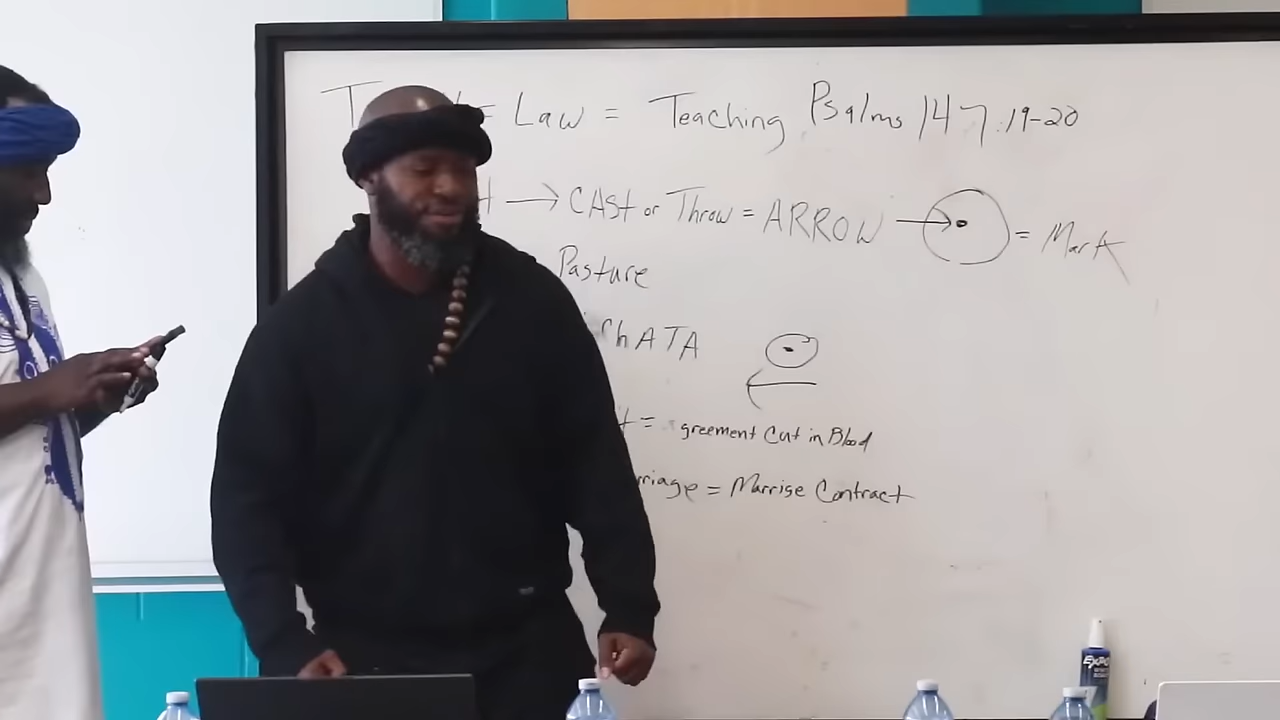 = Law = Teaching Psalms 147:19-20
→ CASt or Throw = ARROW → = Mark
Pasture
ChATA
= greement Cut in Blood
rriage = Marrise Contract
EXPO